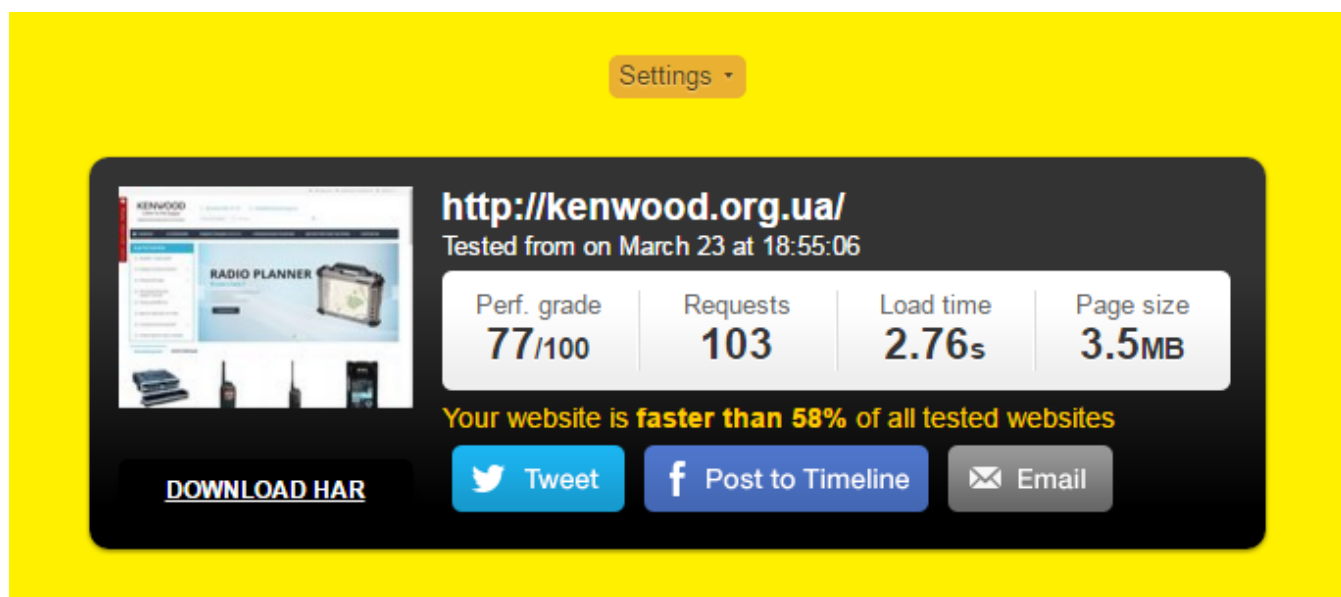 Settings
KENWOOD
RADIO PLANNER
http://kenwood.org.ua/
Tested from on March 23 at 18:55:06
Perf. grade Requests Load time Page size
77/100 103 2.76s 3.5MB
Your website is faster than 58% of all tested websites
DOWNLOAD HAR
Tweet Post to Timeline Email